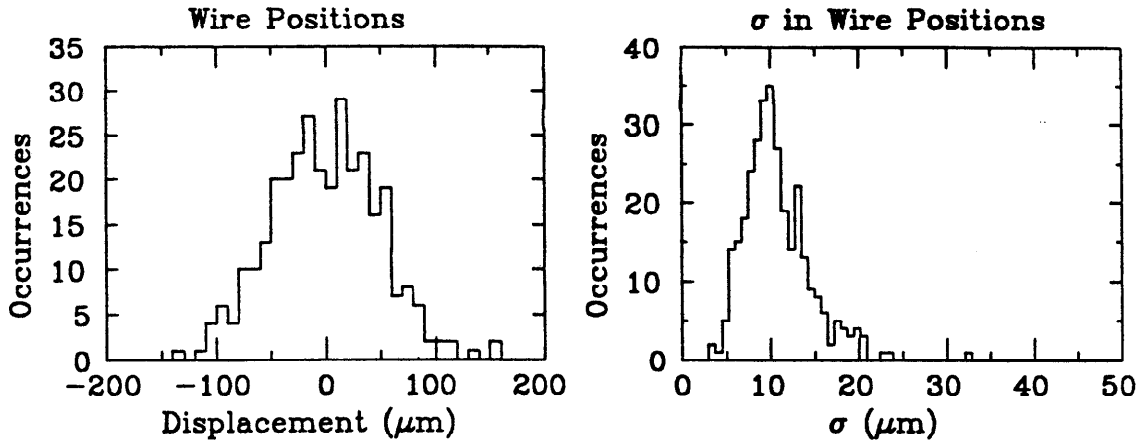 Wire Positions
35
30
25
20
15
10
5
0
Occurrences
−200 −100 0 100 200
Displacement (μm)
σ in Wire Positions
40
30
20
10
0
Occurrences
0 10 20 30 40 50
σ (μm)